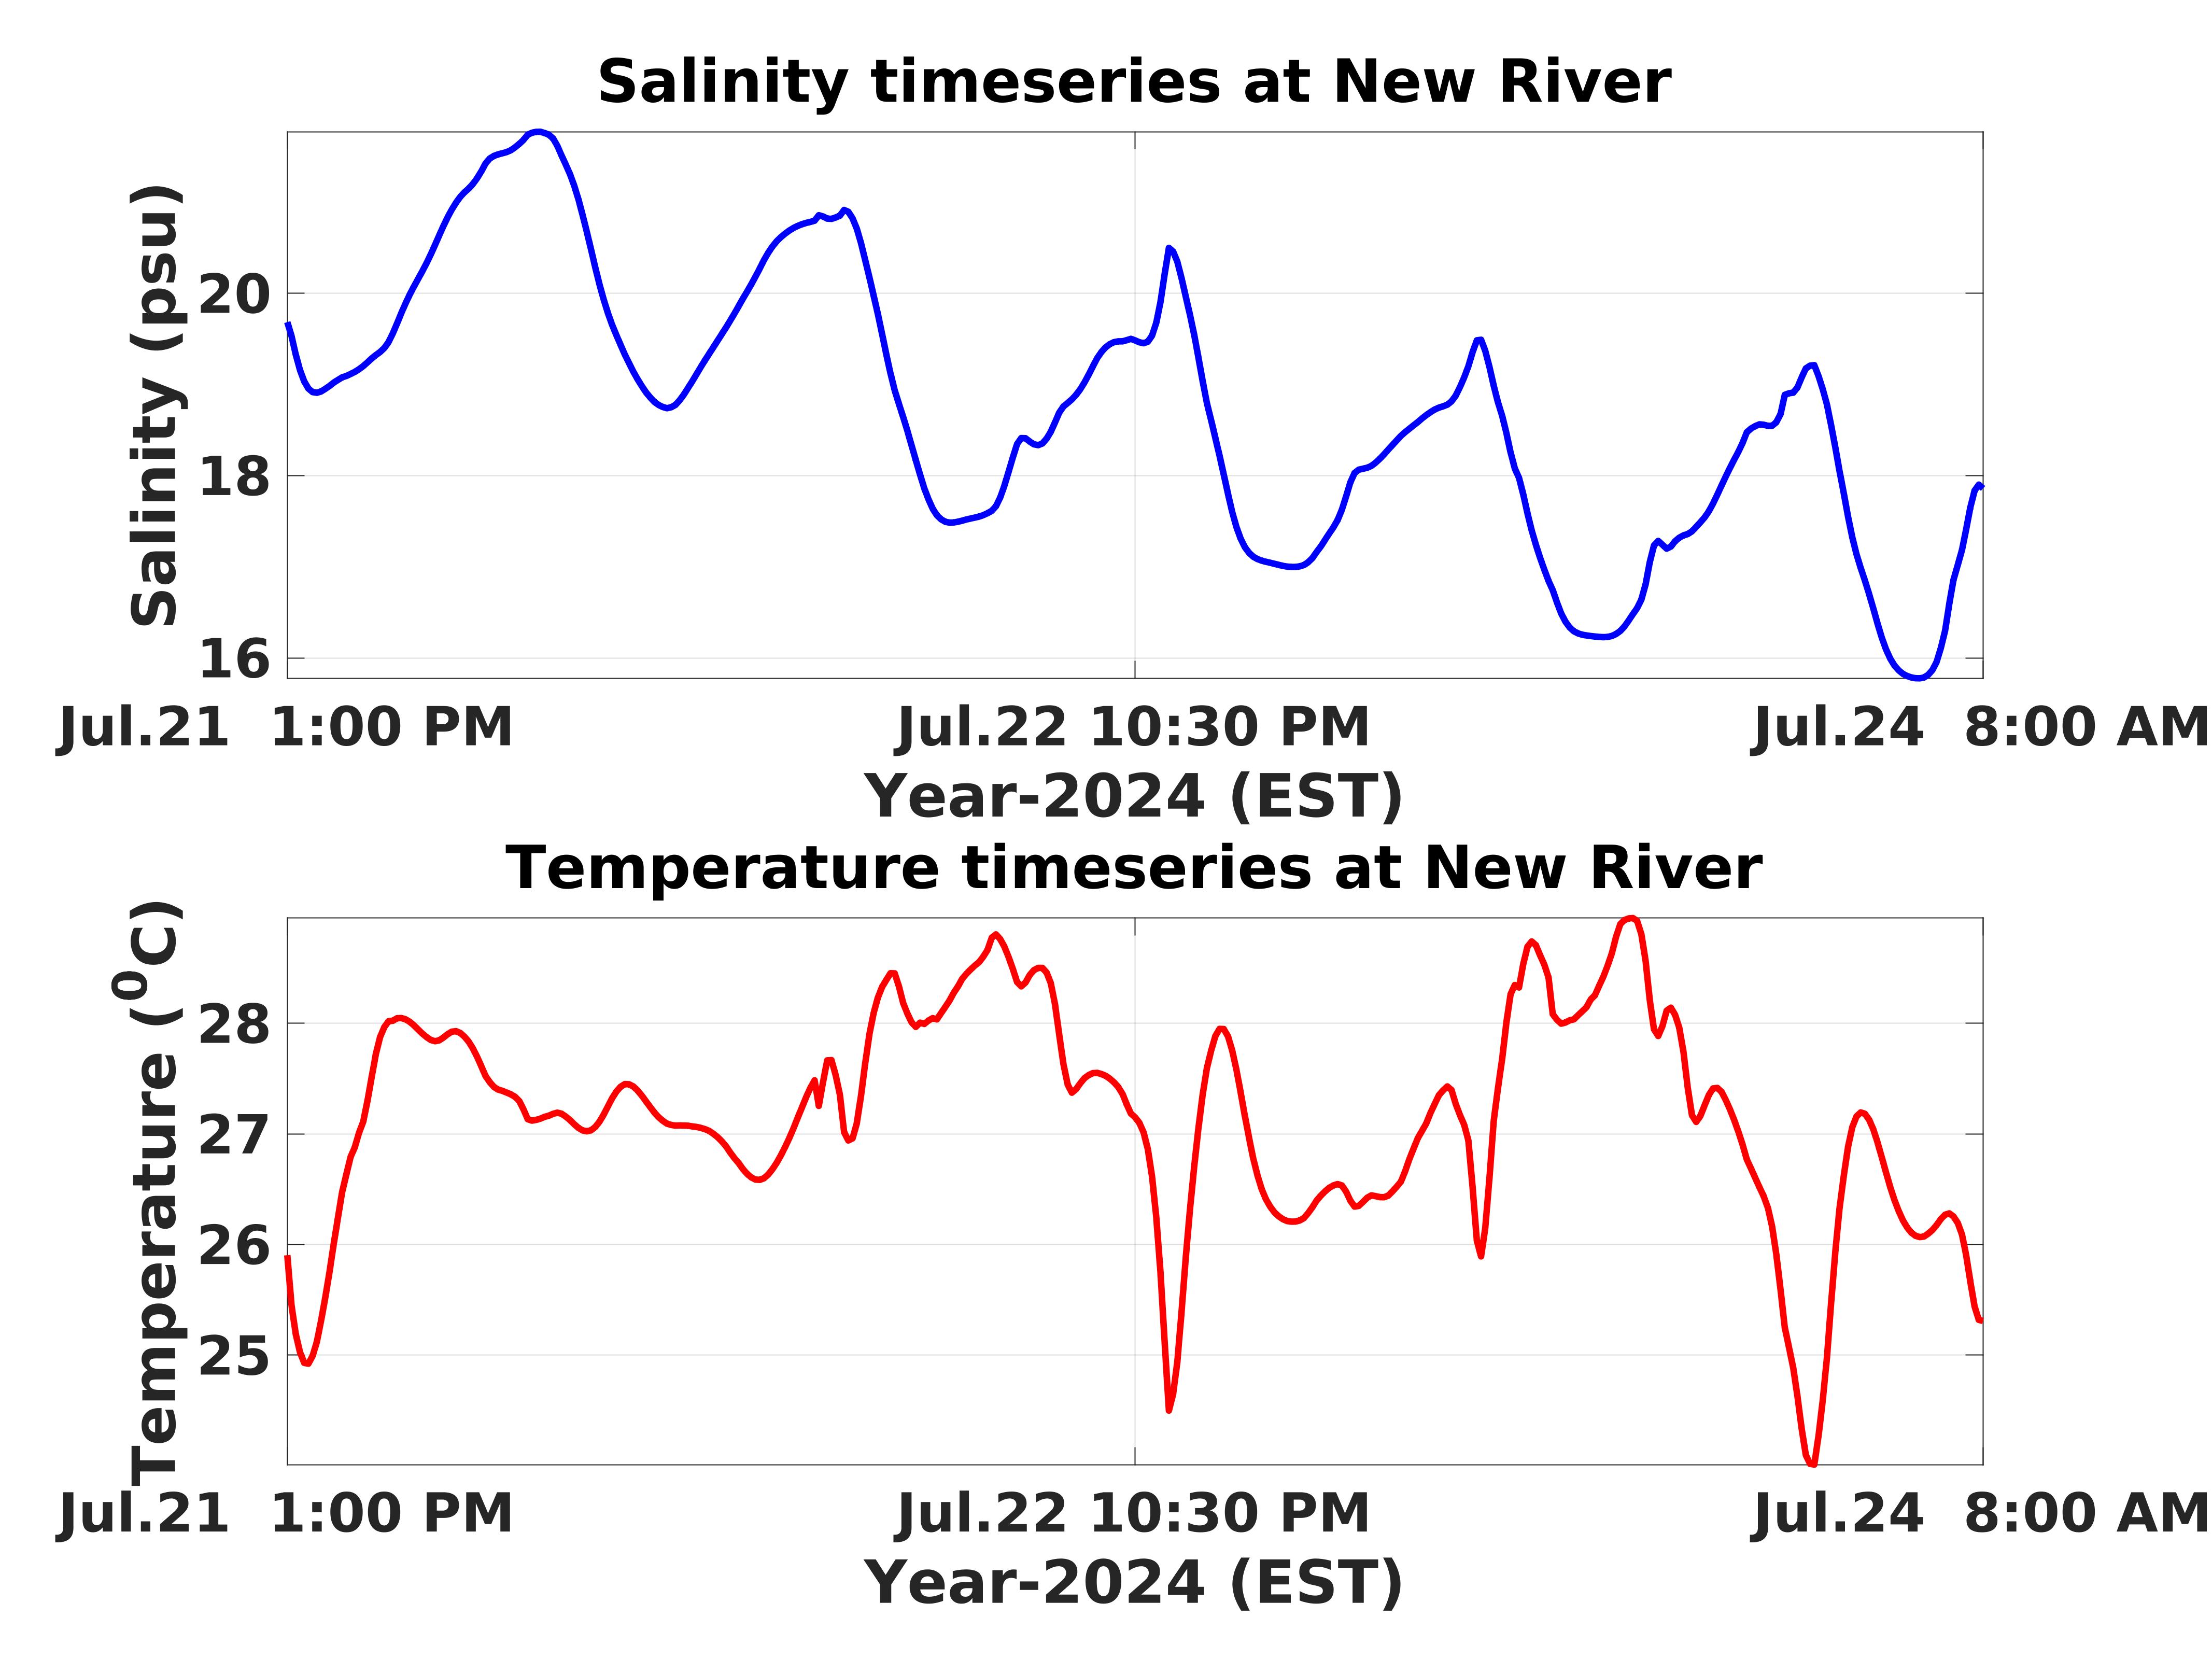 Salinity timeseries at New River
Salinity (psu)
20
18
16
Jul.21  1:00 PM
Jul.22 10:30 PM
Jul.24  8:00 AM
Year-2024 (EST)
Temperature timeseries at New River
Temperature (⁰C)
28
27
26
25
Jul.21  1:00 PM
Jul.22 10:30 PM
Jul.24  8:00 AM
Year-2024 (EST)